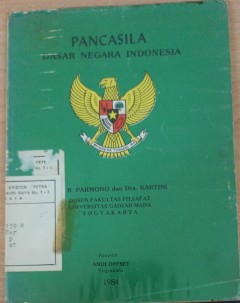 PANCASILA
DASAR NEGARA INDONESIA
R. PARMONO dan Dra. KARTINI
DOSEN FAKULTAS FILSAFAT
UNIVERSITAS GADJAH MADA
YOGYAKARTA
Penerbit
ANDI OFFSET
Yogyakarta
1984